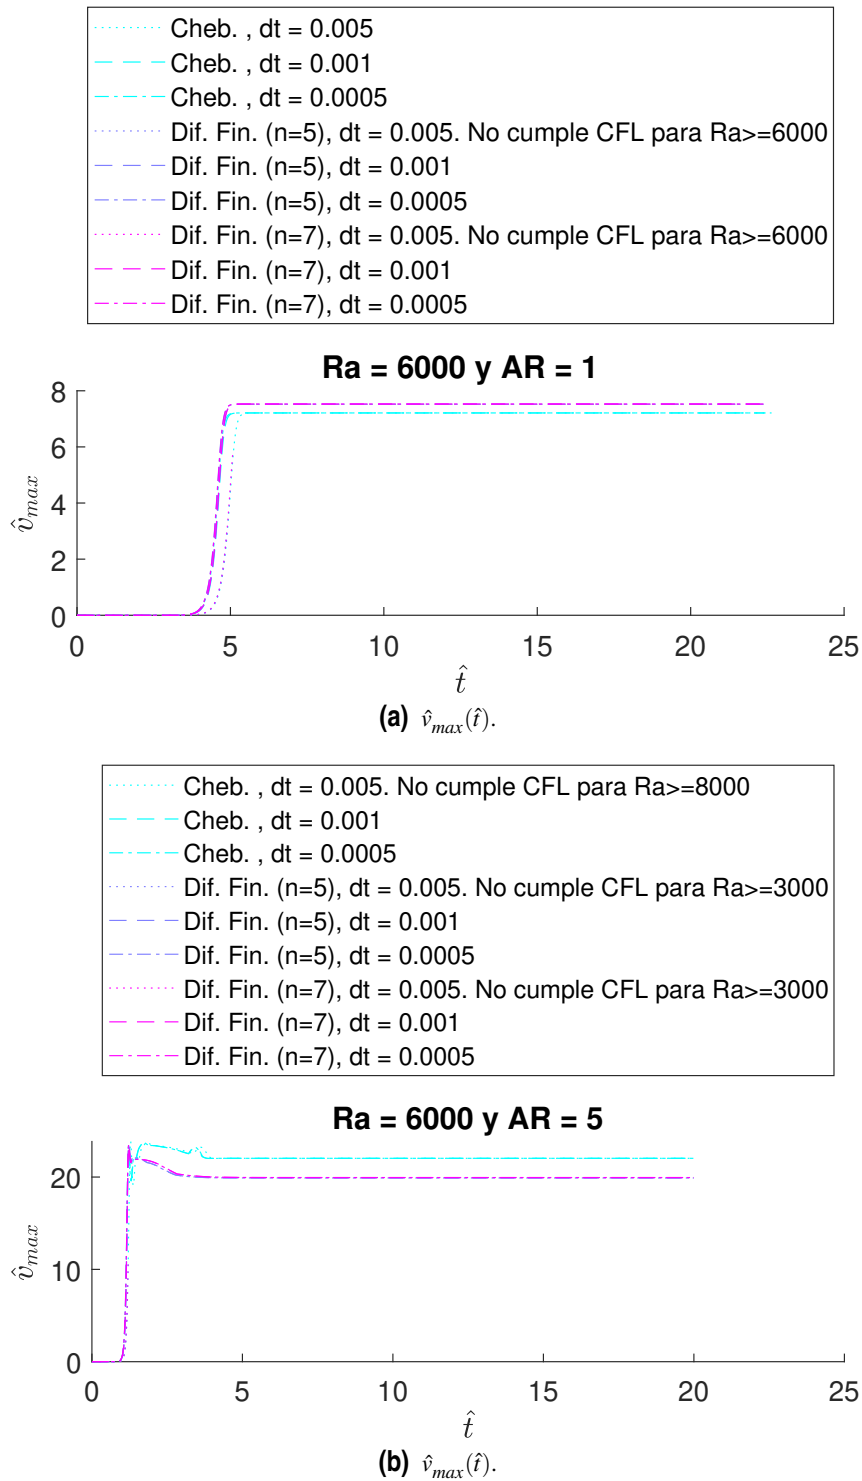 Cheb. , dt = 0.005
Cheb. , dt = 0.001
Cheb. , dt = 0.0005
Dif. Fin. (n=5), dt = 0.005. No cumple CFL para Ra>=6000
Dif. Fin. (n=5), dt = 0.001
Dif. Fin. (n=5), dt = 0.0005
Dif. Fin. (n=7), dt = 0.005. No cumple CFL para Ra>=6000
Dif. Fin. (n=7), dt = 0.001
Dif. Fin. (n=7), dt = 0.0005
Ra = 6000 y AR = 1
8
6
4
2
0
v̂_max
0 5 10 15 20 25
t̂
(a) v̂_max(t̂).
Cheb. , dt = 0.005. No cumple CFL para Ra>=8000
Cheb. , dt = 0.001
Cheb. , dt = 0.0005
Dif. Fin. (n=5), dt = 0.005. No cumple CFL para Ra>=3000
Dif. Fin. (n=5), dt = 0.001
Dif. Fin. (n=5), dt = 0.0005
Dif. Fin. (n=7), dt = 0.005. No cumple CFL para Ra>=3000
Dif. Fin. (n=7), dt = 0.001
Dif. Fin. (n=7), dt = 0.0005
Ra = 6000 y AR = 5
20
10
0
v̂_max
0 5 10 15 20 25
t̂
(b) v̂_max(t̂).